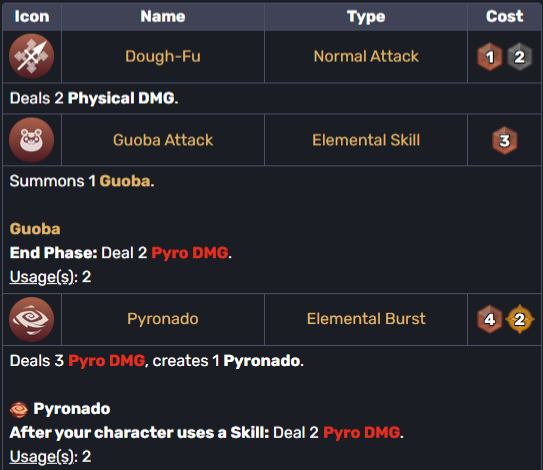 Icon Name Type Cost
Dough-Fu Normal Attack 1 2
Deals 2 Physical DMG.
Guoba Attack Elemental Skill 3
Summons 1 Guoba.
Guoba
End Phase: Deal 2 Pyro DMG.
Usage(s): 2
Pyronado Elemental Burst 4 2
Deals 3 Pyro DMG, creates 1 Pyronado.
Pyronado
After your character uses a Skill: Deal 2 Pyro DMG.
Usage(s): 2